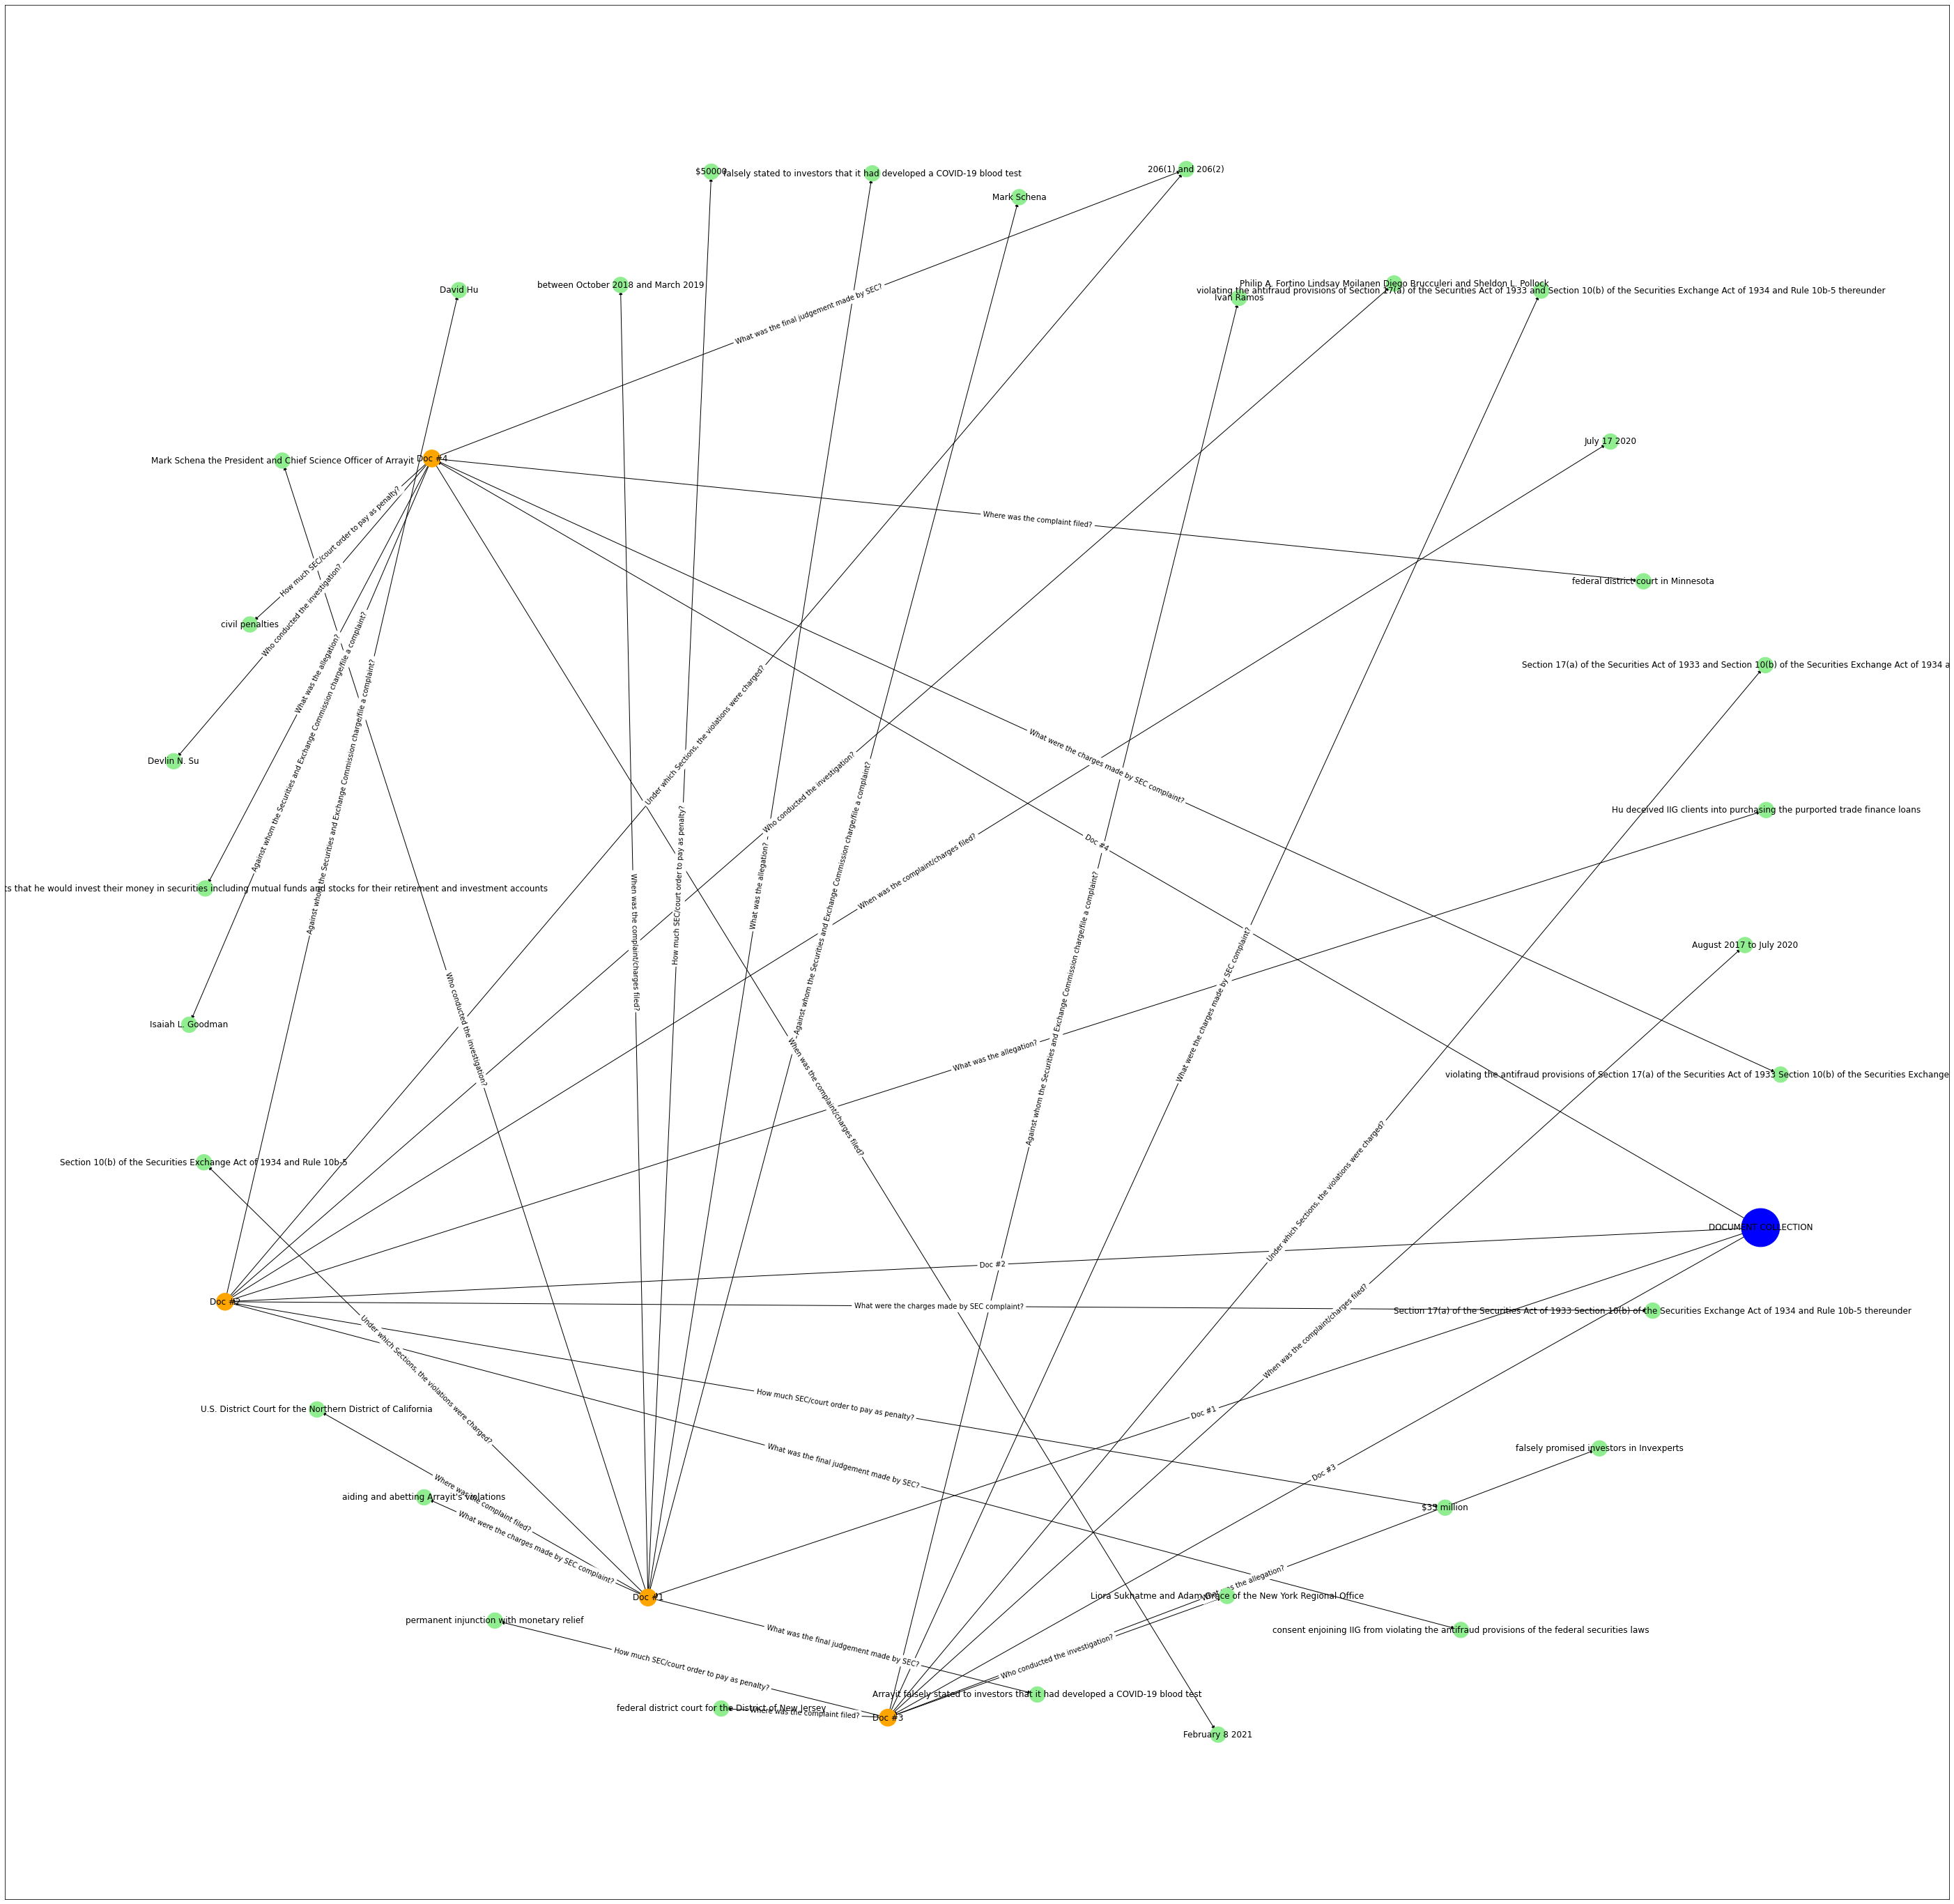 206(1) and 206(2)
$50000
falsely stated to investors that it had developed a COVID-19 blood test
Mark Schena
Philip A. Fortino Lindsay Moilanen Diego Brucculeri and Sheldon L. Pollock
between October 2018 and March 2019
David Hu
violating the antifraud provisions of Section 17(a) of the Securities Act of 1933 and Section 10(b) of the Securities Exchange Act of 1934 and Rule 10b-5 thereunder
Ivan Ramos
What was the final judgement made by SEC?
July 17 2020
Doc #4
Mark Schena the President and Chief Science Officer of Arrayit
Where was the complaint filed?
How much SEC/court order to pay as penalty?
federal district court in Minnesota
Who conducted the investigation?
civil penalties
Section 17(a) of the Securities Act of 1933 and Section 10(b) of the Securities Exchange Act of 1934 a
What was the allegation?
Under which Sections, the violations were charged?
Against whom the Securities and Exchange Commission charge/file a complaint?
Devlin N. Su
What were the charges made by SEC complaint?
Who conducted the investigation?
Against whom the Securities and Exchange Commission charge/file a complaint?
Hu deceived IIG clients into purchasing the purported trade finance loans
Doc #4
When was the complaint/charges filed?
How much SEC/court order to pay as penalty?
What was the allegation?
ts that he would invest their money in securities including mutual funds and stocks for their retirement and investment accounts
Against whom the Securities and Exchange Commission charge/file a complaint?
When was the complaint/charges filed?
August 2017 to July 2020
Against whom the Securities and Exchange Commission charge/file a complaint?
What were the charges made by SEC complaint?
Isaiah L. Goodman
Who conducted the investigation?
What was the allegation?
violating the antifraud provisions of Section 17(a) of the Securities Act of 1933 Section 10(b) of the Securities Exchange
When was the complaint/charges filed?
Section 10(b) of the Securities Exchange Act of 1934 and Rule 10b-5
Under which Sections, the violations were charged?
DOCUMENT COLLECTION
Doc #2
Doc #2
What were the charges made by SEC complaint?
Section 17(a) of the Securities Act of 1933 Section 10(b) of the Securities Exchange Act of 1934 and Rule 10b-5 thereunder
When was the complaint/charges filed?
Under which Sections, the violations were charged?
How much SEC/court order to pay as penalty?
U.S. District Court for the Northern District of California
Doc #1
falsely promised investors in Invexperts
What was the final judgement made by SEC?
Doc #3
aiding and abetting Arrayit's violations
Where was the complaint filed?
$35 million
What were the charges made by SEC complaint?
What was the allegation?
Liora Sukhatme and Adam Grace of the New York Regional Office
Doc #1
permanent injunction with monetary relief
consent enjoining IIG from violating the antifraud provisions of the federal securities laws
What was the final judgement made by SEC?
Who conducted the investigation?
How much SEC/court order to pay as penalty?
Arrayit falsely stated to investors that it had developed a COVID-19 blood test
federal district court for the District of New Jersey
Where was the complaint filed?
Doc #3
February 8 2021